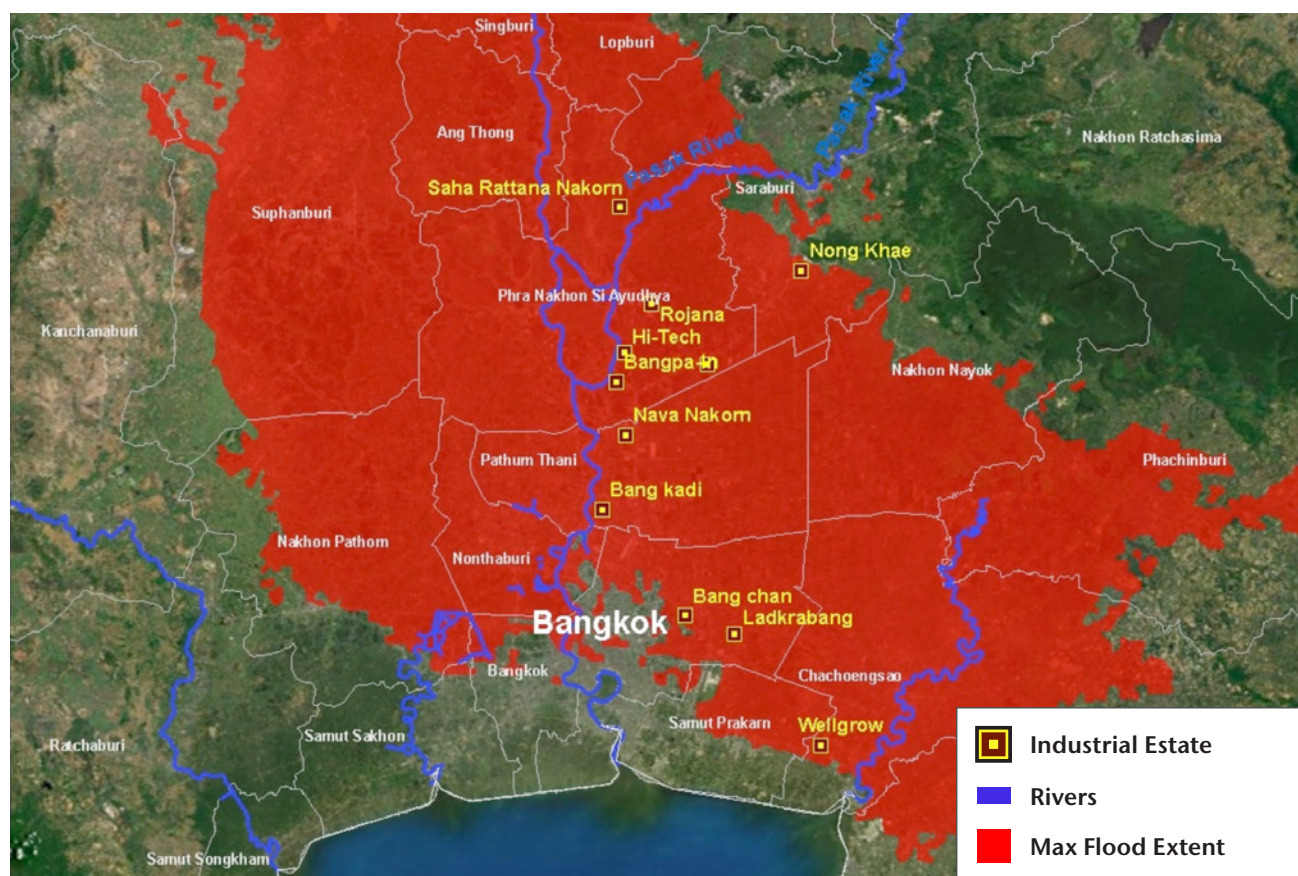 Singburi
Lopburi
Pasak River
Ang Thong
Nakhon Ratchasima
Pasak River
Saha Rattana Nakorn
Saraburi
Suphanburi
Nong Khae
Phra Nakhon Si Ayudhya
Rojana
Kanchanaburi
Hi-Tech
Bangpa-in
Nakhon Nayok
Nava Nakorn
Pathum Thani
Phachinburi
Bang kadi
Nakhon Pathom
Nonthaburi
Bang chan
Bangkok
Ladkrabang
Bangkok
Chachoengsao
Samut Prakarn
Wellgrow
Samut Sakhon
Ratchaburi
Samut Songkham
Industrial Estate
Rivers
Max Flood Extent